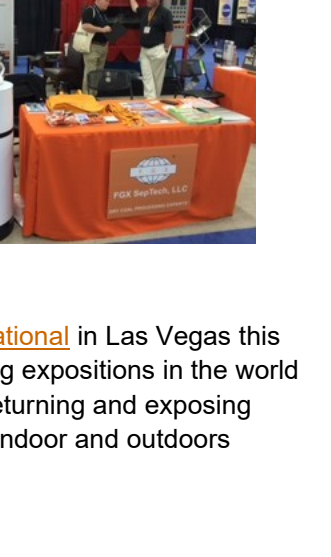 FGX
FGX SepTech, LLC
DRY COAL PROCESSING EXPERTS
ational in Las Vegas this
g expositions in the world
eturning and exposing
ndoor and outdoors